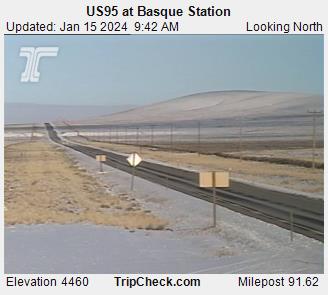 US95 at Basque Station
Updated: Jan 15 2024 9:42 AM Looking North
Elevation 4460 TripCheck.com Milepost 91.62